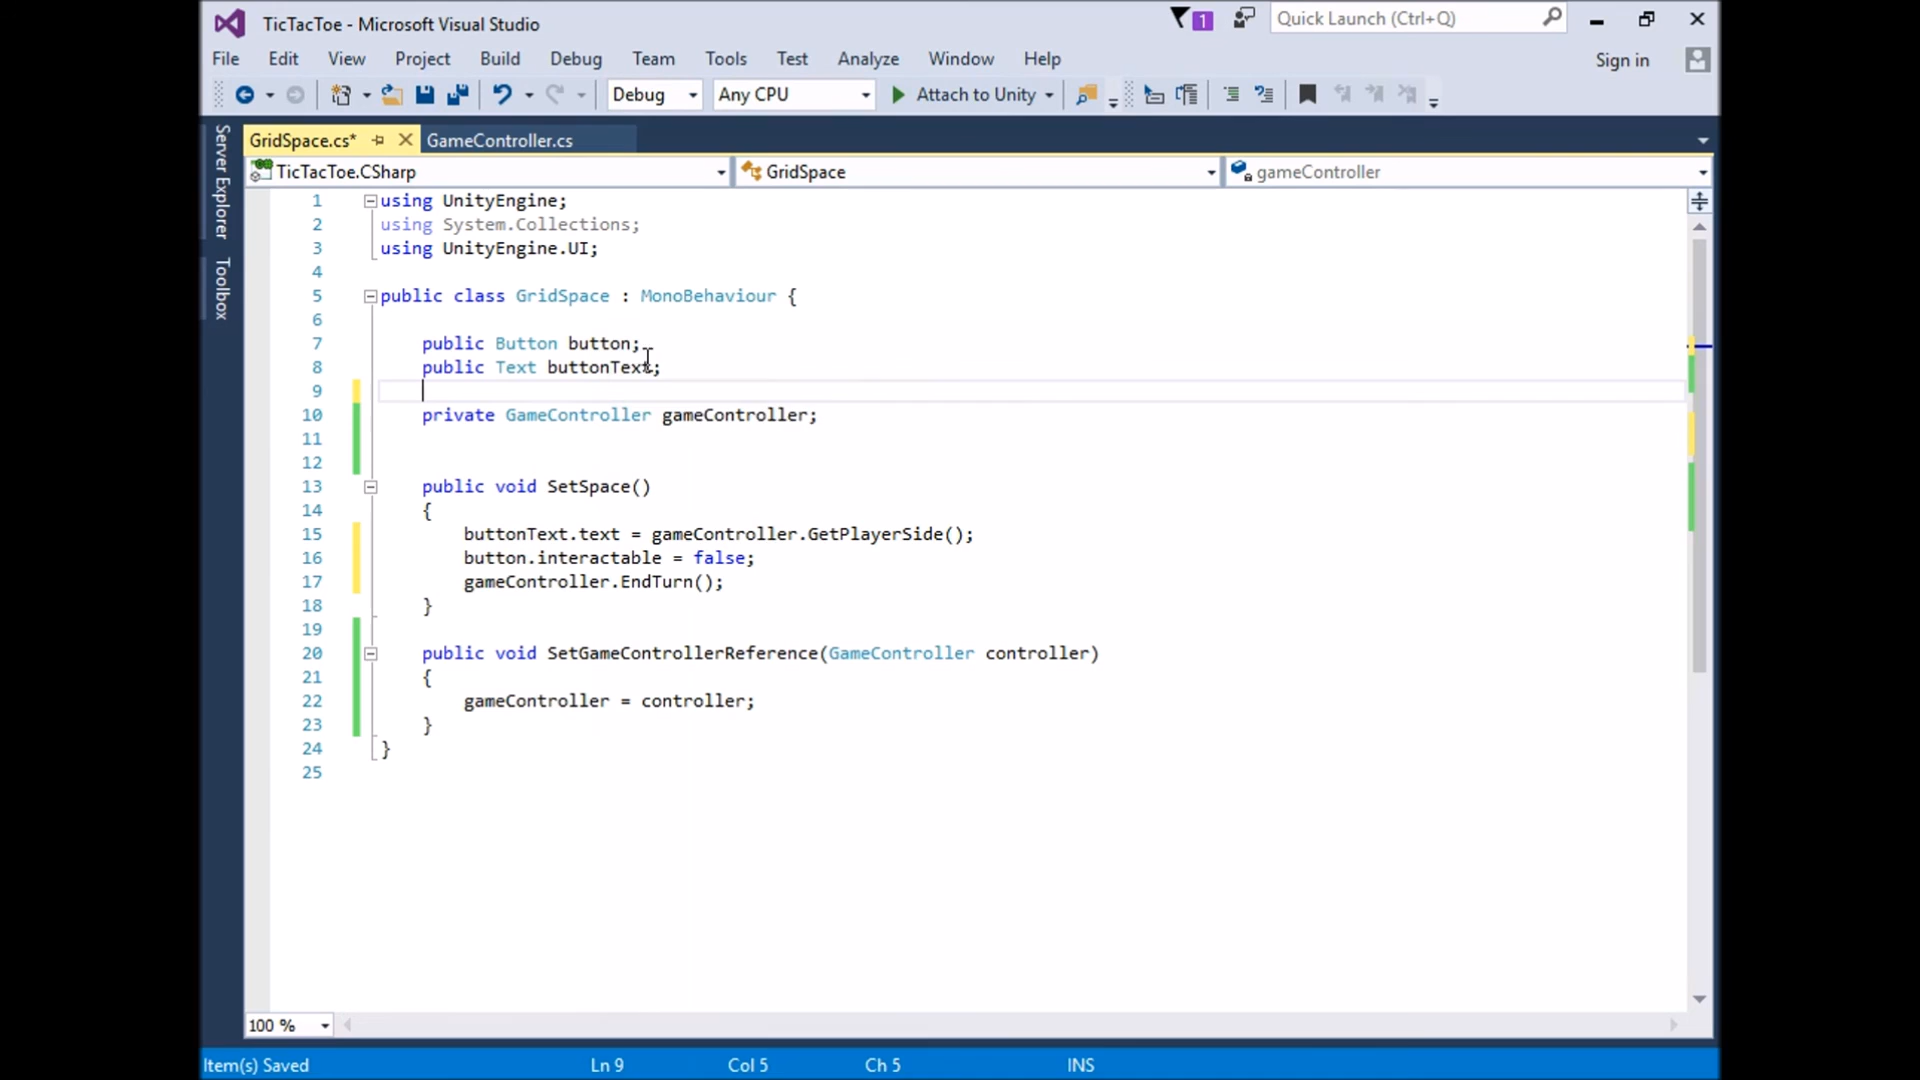 TicTacToe - Microsoft Visual Studio
1
Quick Launch (Ctrl+Q)
File Edit View Project Build Debug Team Tools Test Analyze Window Help
Sign in
Debug Any CPU Attach to Unity
Server Explorer
Toolbox
GridSpace.cs* GameController.cs
TicTacToe.CSharp GridSpace gameController
1 using UnityEngine;
2 using System.Collections;
3 using UnityEngine.UI;
4
5 public class GridSpace : MonoBehaviour {
6
7 public Button button;
8 public Text buttonText;
9
10 private GameController gameController;
11
12
13 public void SetSpace()
14 {
15 buttonText.text = gameController.GetPlayerSide();
16 button.interactable = false;
17 gameController.EndTurn();
18 }
19
20 public void SetGameControllerReference(GameController controller)
21 {
22 gameController = controller;
23 }
24 }
25
100 %
Item(s) Saved Ln 9 Col 5 Ch 5 INS